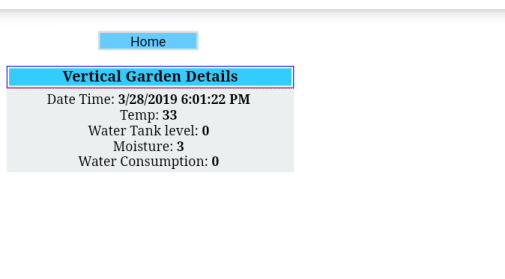 Home
Vertical Garden Details
Date Time: 3/28/2019 6:01:22 PM
Temp: 33
Water Tank level: 0
Moisture: 3
Water Consumption: 0